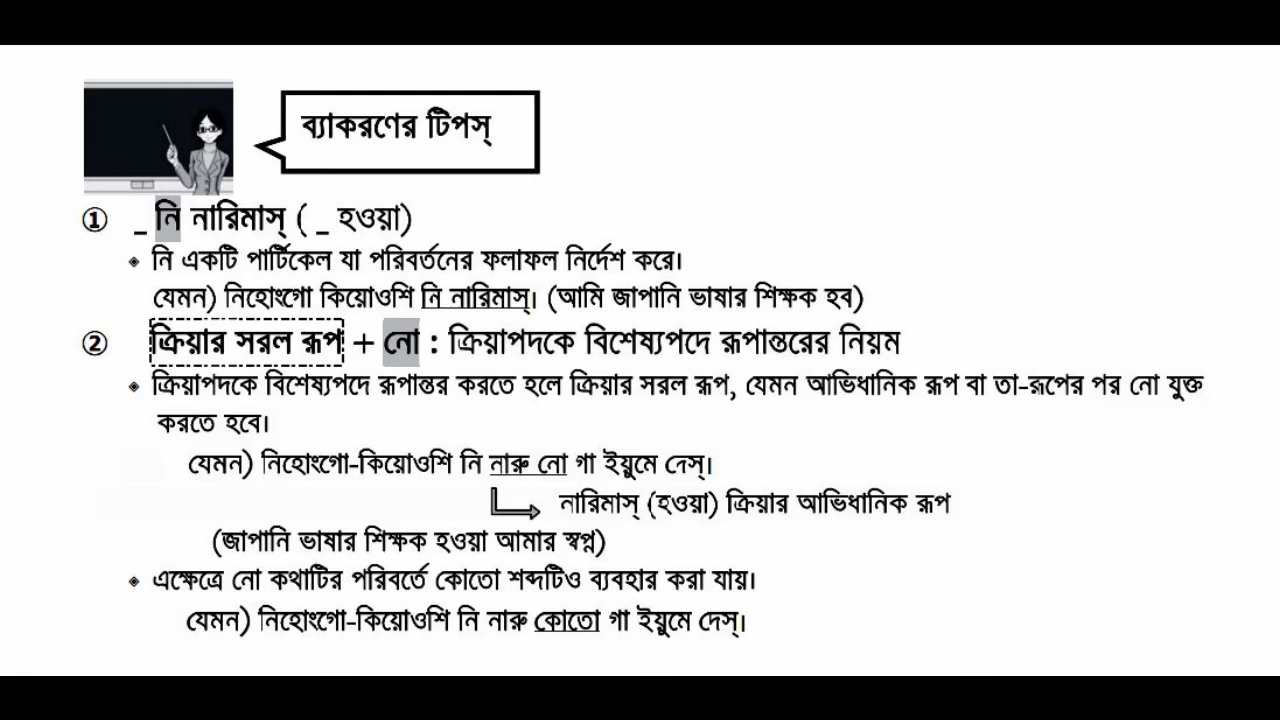 ব্যাকরণের টিপস্
① _ নি নারিমাস্ ( _ হওয়া)
নি একটি পার্টিকেল যা পরিবর্তনের ফলাফল নির্দেশ করে।
যেমন) নিহোংগো কিয়োওশি নি নারিমাস্। (আমি জাপানি ভাষার শিক্ষক হব)
② ক্রিয়ার সরল রূপ + নো : ক্রিয়াপদকে বিশেষ্যপদে রূপান্তরের নিয়ম
ক্রিয়াপদকে বিশেষ্যপদে রূপান্তর করতে হলে ক্রিয়ার সরল রূপ, যেমন আভিধানিক রূপ বা তা-রূপের পর নো যুক্ত
করতে হবে।
যেমন) নিহোংগো-কিয়োওশি নি নারু নো গা ইয়ুমে দেস্।
নারিমাস্ (হওয়া) ক্রিয়ার আভিধানিক রূপ
(জাপানি ভাষার শিক্ষক হওয়া আমার স্বপ্ন)
এক্ষেত্রে নো কথাটির পরিবর্তে কোতো শব্দটিও ব্যবহার করা যায়।
যেমন) নিহোংগো-কিয়োওশি নি নারু কোতো গা ইয়ুমে দেস্।